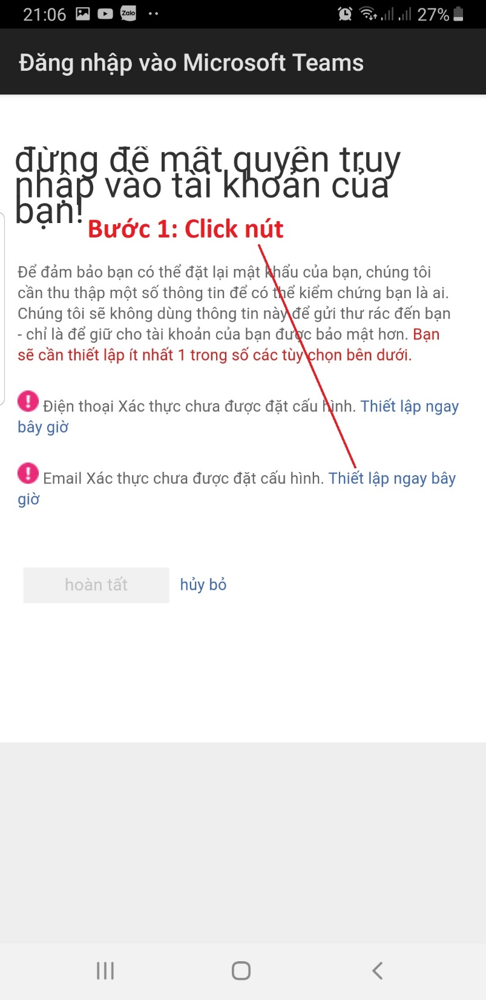 21:06 Zalo 27%
Đăng nhập vào Microsoft Teams
đừng để mất quyền truy
nhập vào tài khoản của
bạn!
Bước 1: Click nút
Để đảm bảo bạn có thể đặt lại mật khẩu của bạn, chúng tôi
cần thu thập một số thông tin để có thể kiểm chứng bạn là ai.
Chúng tôi sẽ không dùng thông tin này để gửi thư rác đến bạn
- chỉ là để giữ cho tài khoản của bạn được bảo mật hơn. Bạn
sẽ cần thiết lập ít nhất 1 trong số các tùy chọn bên dưới.
Điện thoại Xác thực chưa được đặt cấu hình. Thiết lập ngay
bây giờ
Email Xác thực chưa được đặt cấu hình. Thiết lập ngay bây
giờ
hoàn tất hủy bỏ